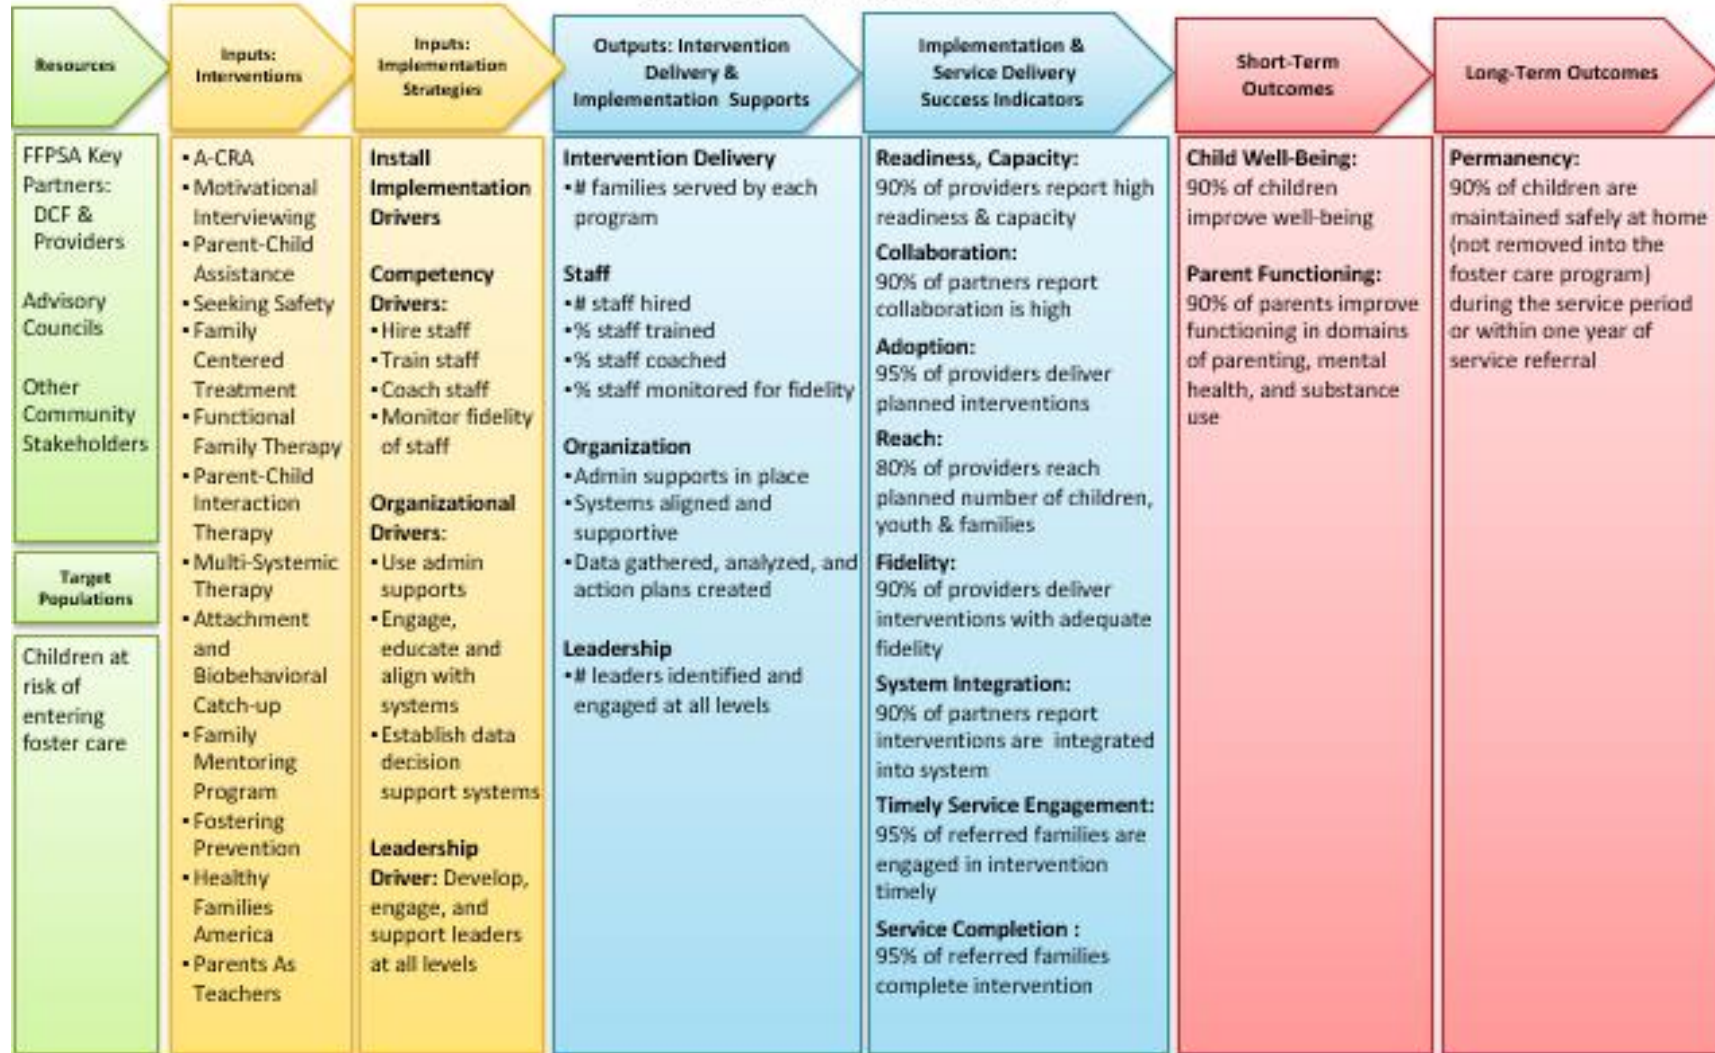 Resources
Inputs:
Interventions
Inputs:
Implementation
Strategies
Outputs: Intervention
Delivery &
Implementation Supports
Implementation &
Service Delivery
Success Indicators
Short-Term
Outcomes
Long-Term Outcomes
FFPSA Key
Partners:
DCF &
Providers
Advisory
Councils
Other
Community
Stakeholders
Target
Populations
Children at
risk of
entering
foster care
▪ A-CRA
▪ Motivational
Interviewing
▪ Parent-Child
Assistance
▪ Seeking Safety
▪ Family
Centered
Treatment
▪ Functional
Family Therapy
▪ Parent-Child
Interaction
Therapy
▪ Multi-Systemic
Therapy
▪ Attachment
and
Biobehavioral
Catch-up
▪ Family
Mentoring
Program
▪ Fostering
Prevention
▪ Healthy
Families
America
▪ Parents As
Teachers
Install
Implementation
Drivers
Competency
Drivers:
▪ Hire staff
▪ Train staff
▪ Coach staff
▪ Monitor fidelity
of staff
Organizational
Drivers:
▪ Use admin
supports
▪ Engage,
educate and
align with
systems
▪ Establish data
decision
support systems
Leadership
Driver: Develop,
engage, and
support leaders
at all levels
Intervention Delivery
▪ # families served by each
program
Staff
▪ # staff hired
▪ % staff trained
▪ % staff coached
▪ % staff monitored for fidelity
Organization
▪ Admin supports in place
▪ Systems aligned and
supportive
▪ Data gathered, analyzed, and
action plans created
Leadership
▪ # leaders identified and
engaged at all levels
Readiness, Capacity:
90% of providers report high
readiness & capacity
Collaboration:
90% of partners report
collaboration is high
Adoption:
95% of providers deliver
planned interventions
Reach:
80% of providers reach
planned number of children,
youth & families
Fidelity:
90% of providers deliver
interventions with adequate
fidelity
System Integration:
90% of partners report
interventions are integrated
into system
Timely Service Engagement:
95% of referred families are
engaged in intervention
timely
Service Completion :
95% of referred families
complete intervention
Child Well-Being:
90% of children
improve well-being
Parent Functioning:
90% of parents improve
functioning in domains
of parenting, mental
health, and substance
use
Permanency:
90% of children are
maintained safely at home
(not removed into the
foster care program)
during the service period
or within one year of
service referral